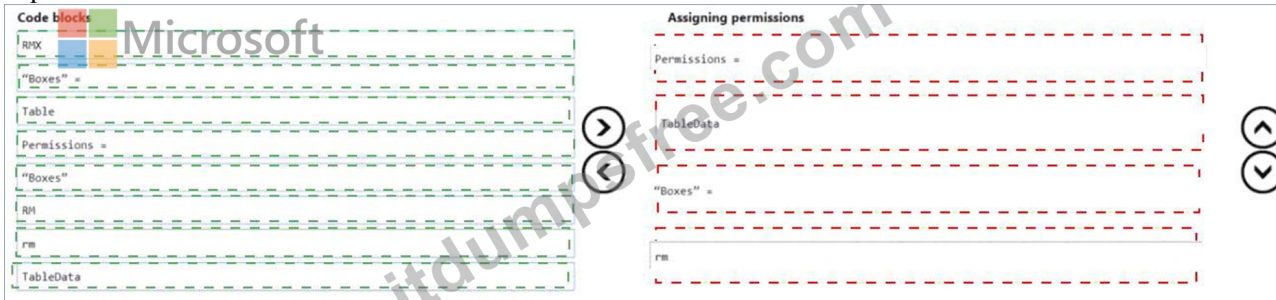 Code blocks
Microsoft
RMX
"Boxes" =
Table
Permissions =
"Boxes"
RM
rm
TableData
Assigning permissions
Permissions =
TableData
"Boxes" =
rm
itdumpsfree.com